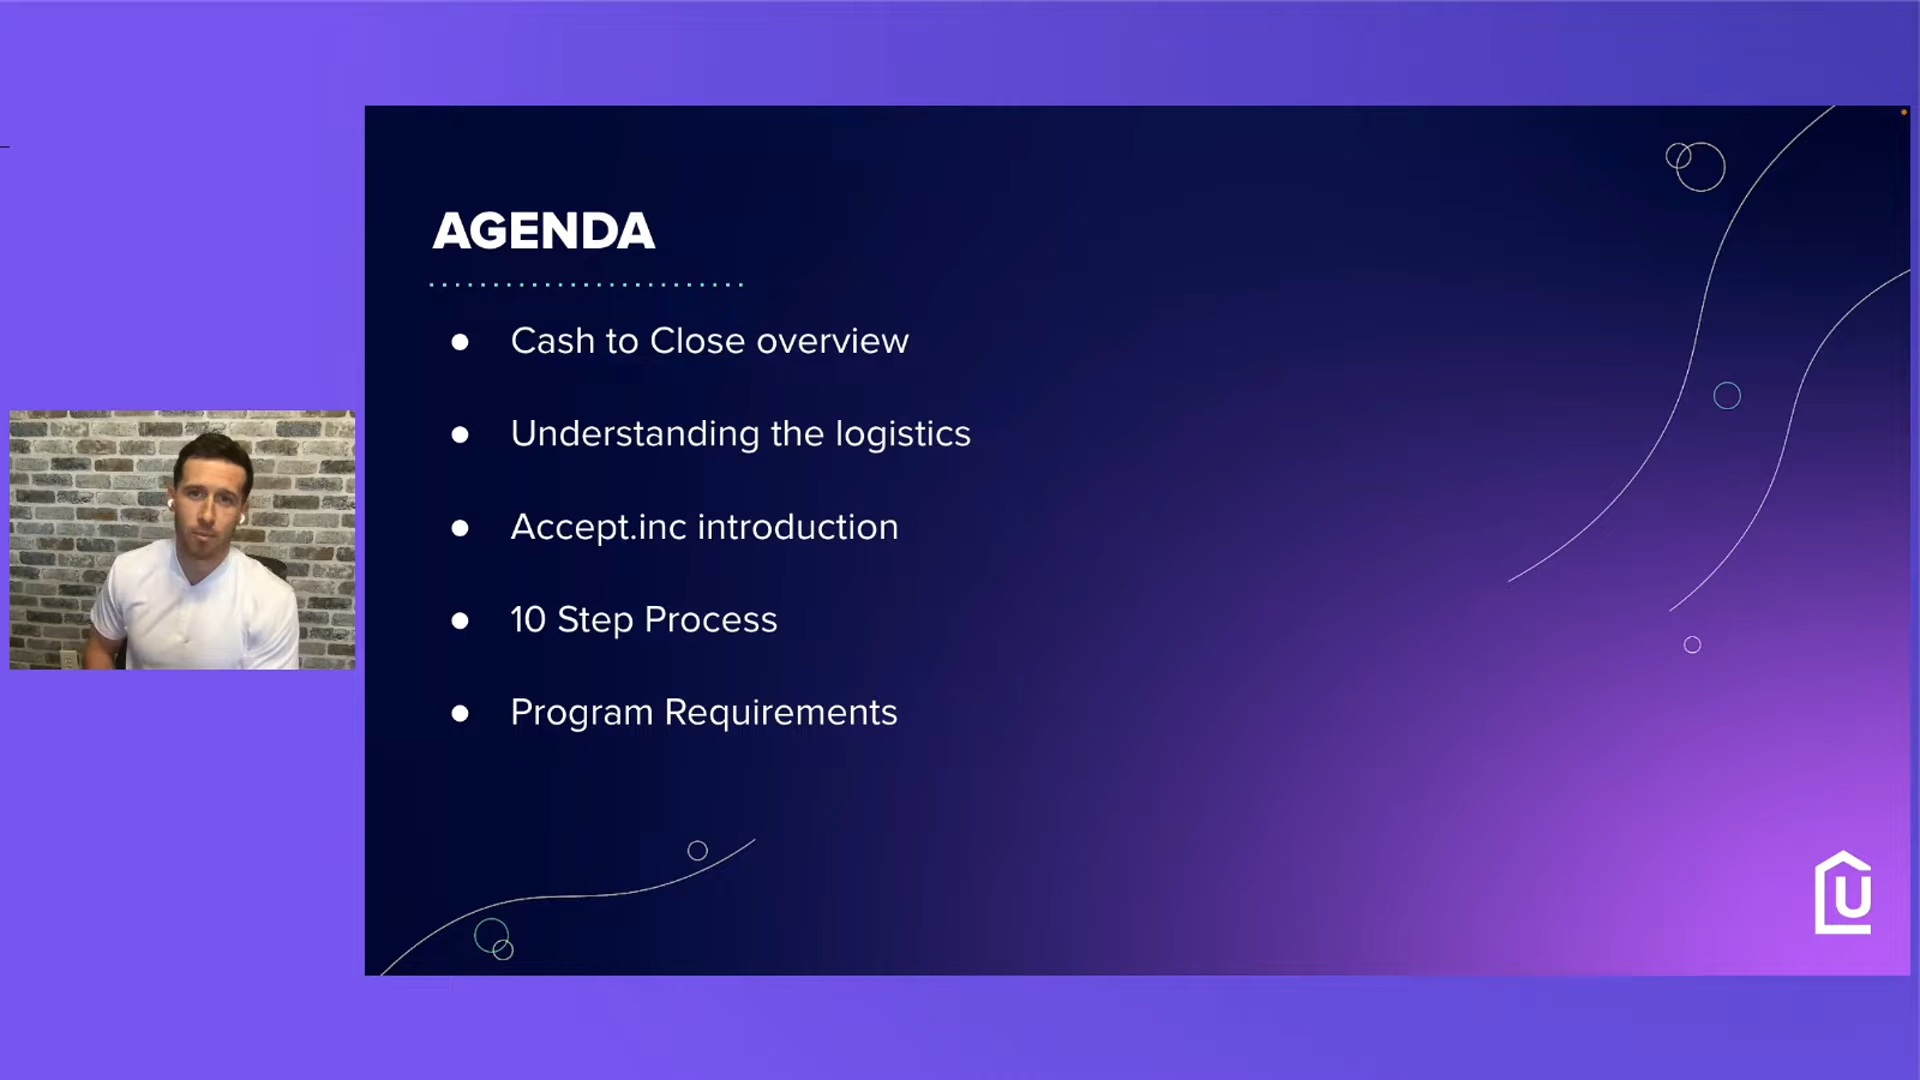 AGENDA
● Cash to Close overview
● Understanding the logistics
● Accept.inc introduction
● 10 Step Process
● Program Requirements
U